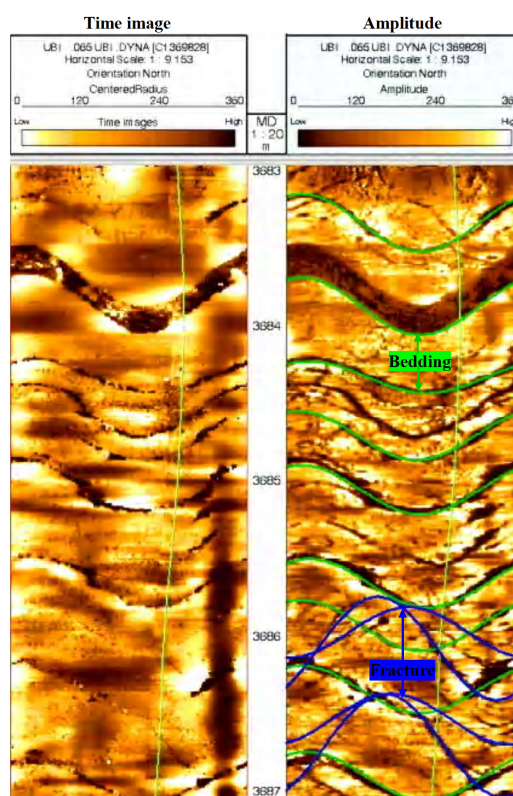 Time image
UBI .065 UBI .DYNA [C1369828]
Horizontal Scale: 1 : 9.153
Orientation North
CenteredRadius
0 120 240 360
Low Time images High
MD
1 : 20
m
Amplitude
UBI .065 UBI .DYNA [C1369828]
Horizontal Scale: 1 : 9.153
Orientation North
Amplitude
0 120 240 36
Low High
3683
3684
Bedding
3685
3686
Fracture
3687